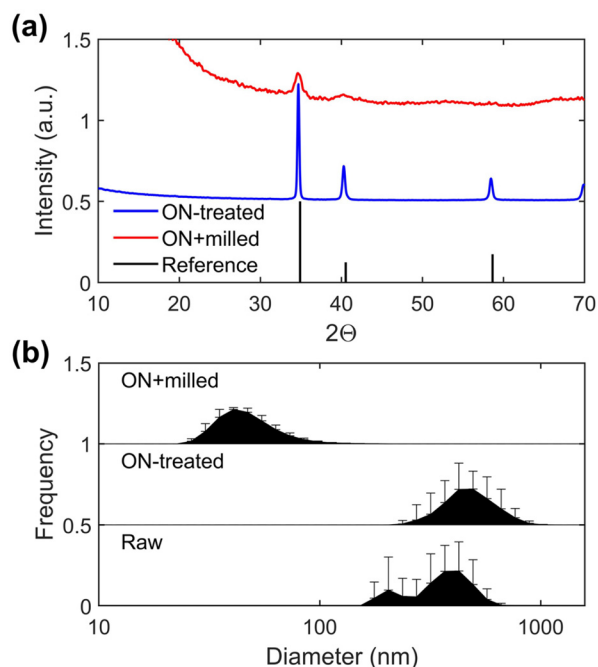 (a)
1.5
1
0.5
0
Intensity (a.u.)
ON-treated
ON+milled
Reference
10 20 30 40 50 60 70
2Θ
(b)
1.5
1
0.5
0
Frequency
ON+milled
ON-treated
Raw
10 100 1000
Diameter (nm)